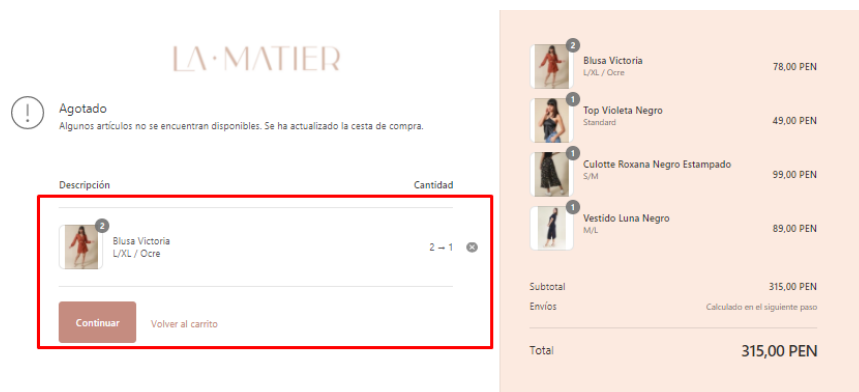 LA·MATIER
Agotado
Algunos artículos no se encuentran disponibles. Se ha actualizado la cesta de compra.
Descripción Cantidad
2
Blusa Victoria
L/XL / Ocre
2 → 1
Continuar Volver al carrito
2
Blusa Victoria
L/XL / Ocre
78,00 PEN
1
Top Violeta Negro
Standard
49,00 PEN
1
Culotte Roxana Negro Estampado
S/M
99,00 PEN
1
Vestido Luna Negro
M/L
89,00 PEN
Subtotal 315,00 PEN
Envíos Calculado en el siguiente paso
Total 315,00 PEN